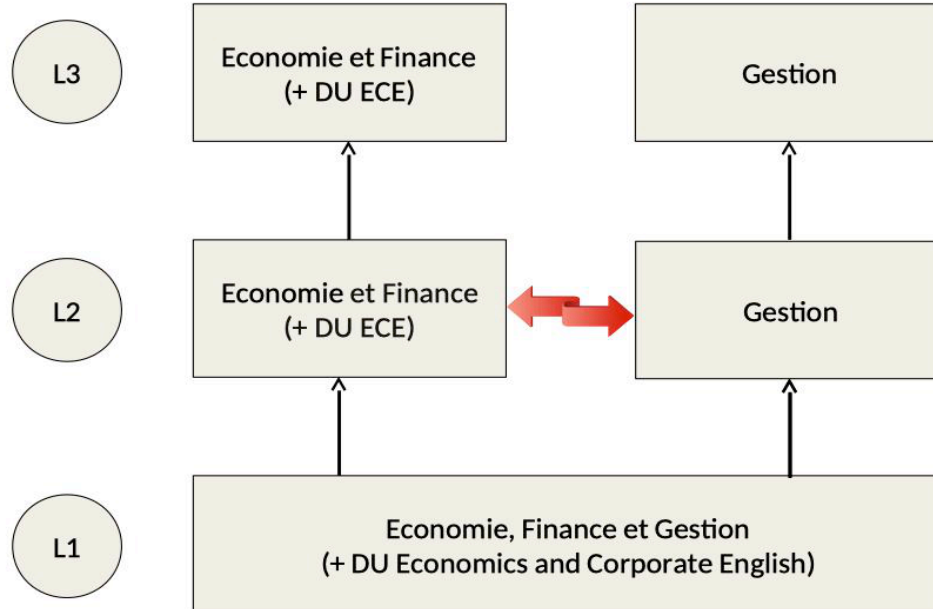 L3
Economie et Finance
(+ DU ECE)
Gestion
L2
Economie et Finance
(+ DU ECE)
Gestion
L1
Economie, Finance et Gestion
(+ DU Economics and Corporate English)